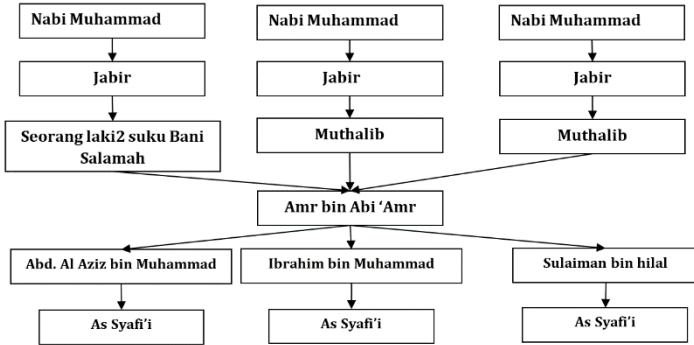 Nabi Muhammad
Nabi Muhammad
Nabi Muhammad
Jabir
Jabir
Jabir
Seorang laki2 suku Bani
Salamah
Muthalib
Muthalib
Amr bin Abi ‘Amr
Abd. Al Aziz bin Muhammad
Ibrahim bin Muhammad
Sulaiman bin hilal
As Syafi’i
As Syafi’i
As Syafi’i